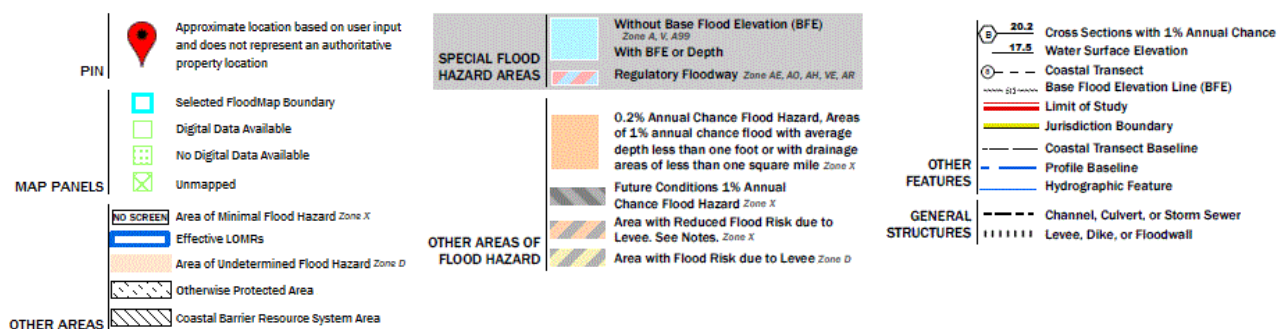 PIN
Approximate location based on user input
and does not represent an authoritative
property location
MAP PANELS
Selected FloodMap Boundary
Digital Data Available
No Digital Data Available
Unmapped
OTHER AREAS
NO SCREEN Area of Minimal Flood Hazard Zone X
Effective LOMRs
Area of Undetermined Flood Hazard Zone D
Otherwise Protected Area
Coastal Barrier Resource System Area
SPECIAL FLOOD
HAZARD AREAS
Without Base Flood Elevation (BFE)
Zone A, V, A99
With BFE or Depth
Regulatory Floodway Zone AE, AO, AH, VE, AR
OTHER AREAS OF
FLOOD HAZARD
0.2% Annual Chance Flood Hazard, Areas
of 1% annual chance flood with average
depth less than one foot or with drainage
areas of less than one square mile Zone X
Future Conditions 1% Annual
Chance Flood Hazard Zone X
Area with Reduced Flood Risk due to
Levee. See Notes. Zone X
Area with Flood Risk due to Levee Zone D
OTHER
FEATURES
B 20.2 Cross Sections with 1% Annual Chance
17.5 Water Surface Elevation
8 Coastal Transect
513 Base Flood Elevation Line (BFE)
Limit of Study
Jurisdiction Boundary
Coastal Transect Baseline
Profile Baseline
Hydrographic Feature
GENERAL
STRUCTURES
Channel, Culvert, or Storm Sewer
Levee, Dike, or Floodwall